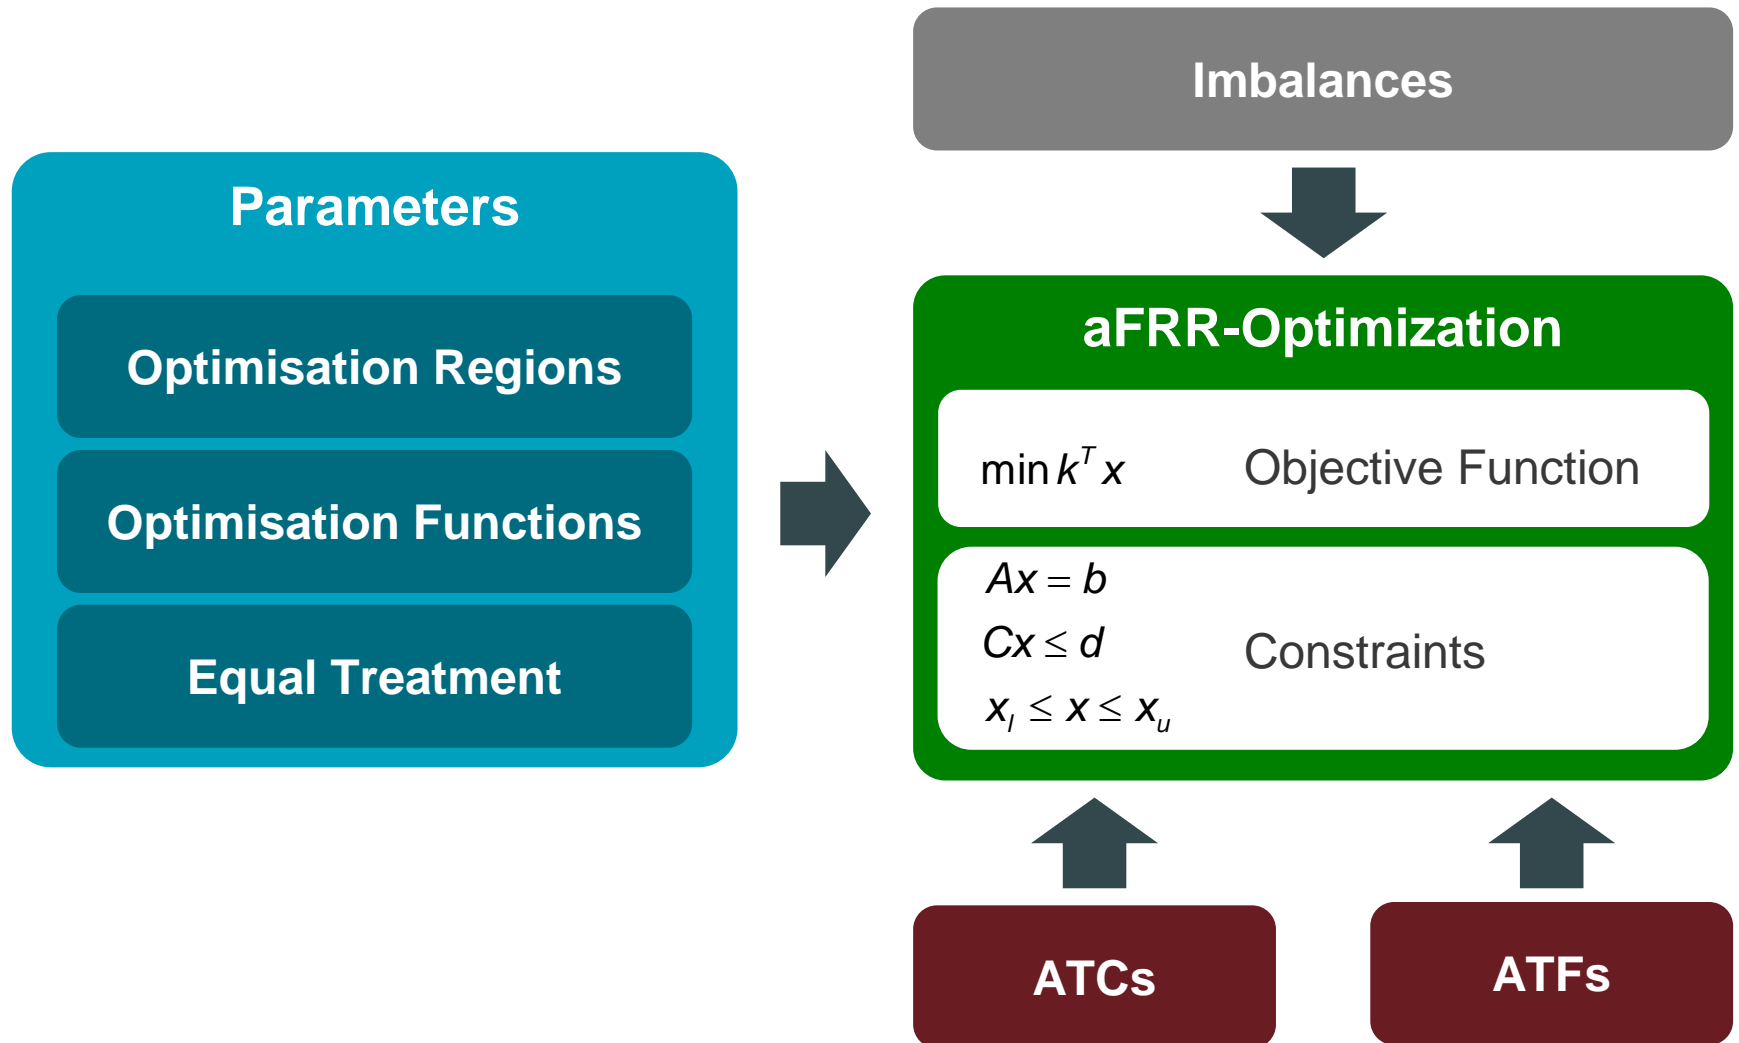 Imbalances
Parameters
Optimisation Regions
Optimisation Functions
Equal Treatment
aFRR-Optimization
min k^T x Objective Function
Ax = b
Cx ≤ d
Constraints
x_l ≤ x ≤ x_u
ATCs
ATFs